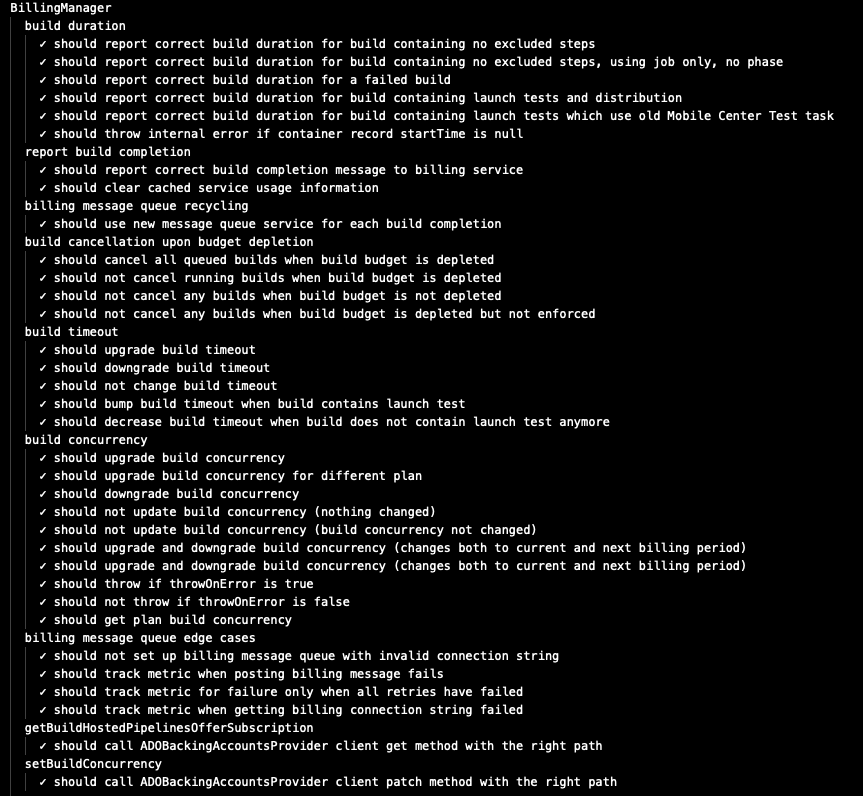 BillingManager
build duration
✓ should report correct build duration for build containing no excluded steps
✓ should report correct build duration for build containing no excluded steps, using job only, no phase
✓ should report correct build duration for a failed build
✓ should report correct build duration for build containing launch tests and distribution
✓ should report correct build duration for build containing launch tests which use old Mobile Center Test task
✓ should throw internal error if container record startTime is null
report build completion
✓ should report correct build completion message to billing service
✓ should clear cached service usage information
billing message queue recycling
✓ should use new message queue service for each build completion
build cancellation upon budget depletion
✓ should cancel all queued builds when build budget is depleted
✓ should not cancel running builds when build budget is depleted
✓ should not cancel any builds when build budget is not depleted
✓ should not cancel any builds when build budget is depleted but not enforced
build timeout
✓ should upgrade build timeout
✓ should downgrade build timeout
✓ should not change build timeout
✓ should bump build timeout when build contains launch test
✓ should decrease build timeout when build does not contain launch test anymore
build concurrency
✓ should upgrade build concurrency
✓ should upgrade build concurrency for different plan
✓ should downgrade build concurrency
✓ should not update build concurrency (nothing changed)
✓ should not update build concurrency (build concurrency not changed)
✓ should upgrade and downgrade build concurrency (changes both to current and next billing period)
✓ should upgrade and downgrade build concurrency (changes both to current and next billing period)
✓ should throw if throwOnError is true
✓ should not throw if throwOnError is false
✓ should get plan build concurrency
billing message queue edge cases
✓ should not set up billing message queue with invalid connection string
✓ should track metric when posting billing message fails
✓ should track metric for failure only when all retries have failed
✓ should track metric when getting billing connection string failed
getBuildHostedPipelinesOfferSubscription
✓ should call ADOBackingAccountsProvider client get method with the right path
setBuildConcurrency
✓ should call ADOBackingAccountsProvider client patch method with the right path